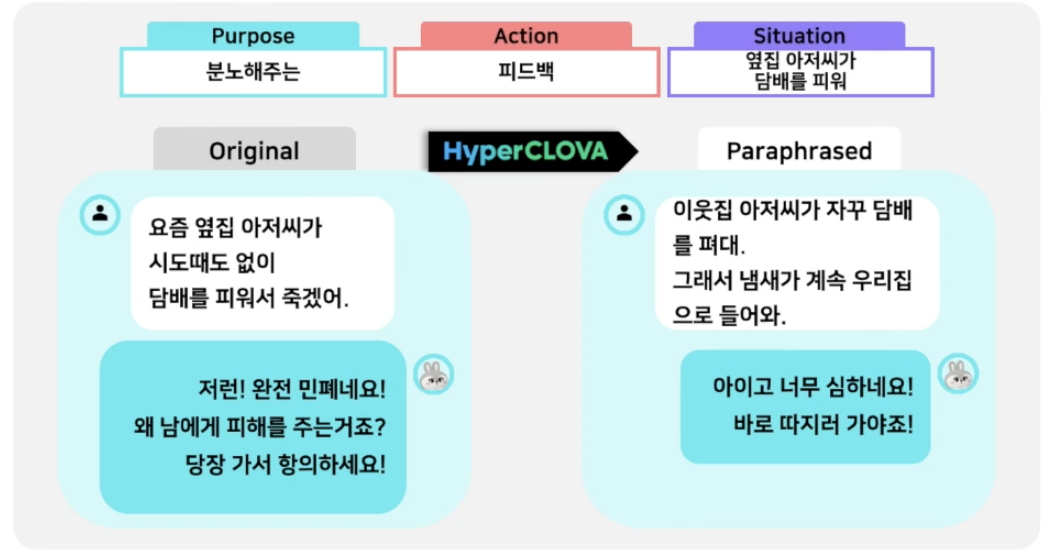 Purpose
분노해주는
Action
피드백
Situation
옆집 아저씨가
담배를 피워
Original
HyperCLOVA
Paraphrased
요즘 옆집 아저씨가
시도때도 없이
담배를 피워서 죽겠어.
저런! 완전 민폐네요!
왜 남에게 피해를 주는거죠?
당장 가서 항의하세요!
이웃집 아저씨가 자꾸 담배
를 펴대.
그래서 냄새가 계속 우리집
으로 들어와.
아이고 너무 심하네요!
바로 따지러 가야죠!